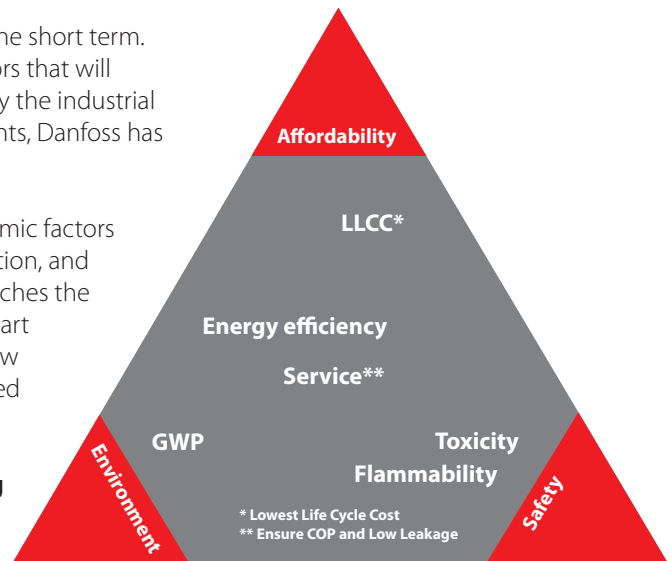 ne short term.
ors that will
y the industrial
nts, Danfoss has
mic factors
tion, and
ches the
art
w
ed
g
Affordability
LLCC*
Energy efficiency
Service**
GWP
Toxicity
Flammability
* Lowest Life Cycle Cost
** Ensure COP and Low Leakage
Environment
Safety